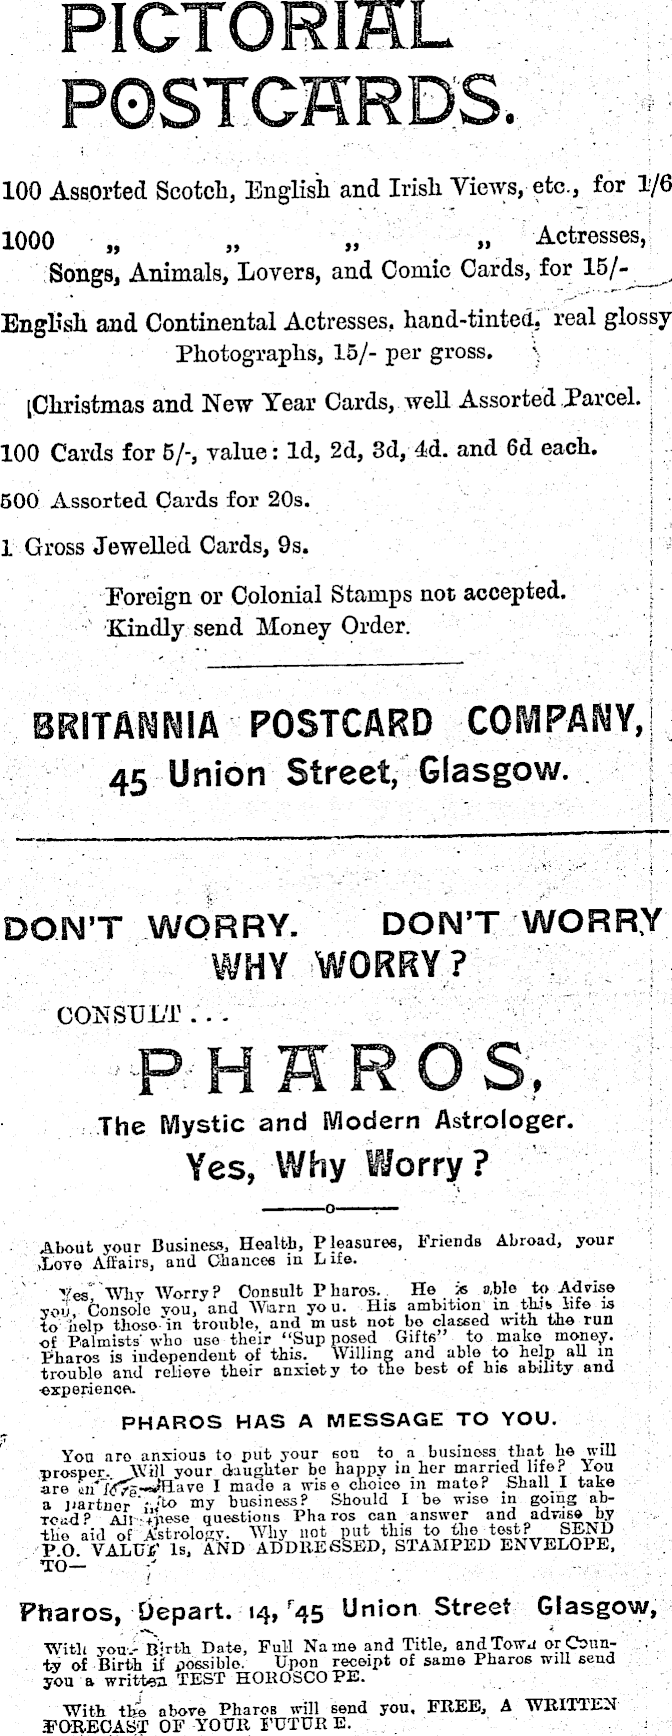 PICTORIAL
POSTCARDS.
100 Assorted Scotch, English and Irish Views, etc., for 1/6
1000 „ „ „ „ Actresses,
Songs, Animals, Lovers, and Comic Cards, for 15/-
English and Continental Actresses, hand-tinted, real glossy
Photographs, 15/- per gross.
Christmas and New Year Cards, well Assorted Parcel.
100 Cards for 5/-, value: 1d, 2d, 3d, 4d. and 6d each.
500 Assorted Cards for 20s.
1 Gross Jewelled Cards, 9s.
Foreign or Colonial Stamps not accepted.
Kindly send Money Order.
BRITANNIA POSTCARD COMPANY,
45 Union Street, Glasgow.
DON'T WORRY. DON'T WORRY
WHY WORRY?
CONSULT...
PHAROS,
The Mystic and Modern Astrologer.
Yes, Why Worry?
About your Business, Health, Pleasures, Friends Abroad, your
Love Affairs, and Chances in Life.
Yes, Why Worry? Consult Pharos. He is able to Advise
you, Console you, and Warn you. His ambition in this life is
to help those in trouble, and must not be classed with the run
of Palmists who use their "Supposed Gifts" to make money.
Pharos is independent of this. Willing and able to help all in
trouble and relieve their anxiety to the best of his ability and
experience.
PHAROS HAS A MESSAGE TO YOU.
You are anxious to put your son to a business that he will
prosper. Will your daughter be happy in her married life? You
are in love.—Have I made a wise choice in mate? Shall I take
a partner into my business? Should I be wise in going ab-
road? All these questions Pharos can answer and advise by
the aid of Astrology. Why not put this to the test? SEND
P.O. VALUE 1s, AND ADDRESSED, STAMPED ENVELOPE,
TO—
Pharos, Depart. 14, 45 Union Street Glasgow,
With your Birth Date, Full Name and Title, and Town or Coun-
ty of Birth if possible. Upon receipt of same Pharos will send
you a written TEST HOROSCOPE.
With the above Pharos will send you, FREE, A WRITTEN
FORECAST OF YOUR FUTURE.